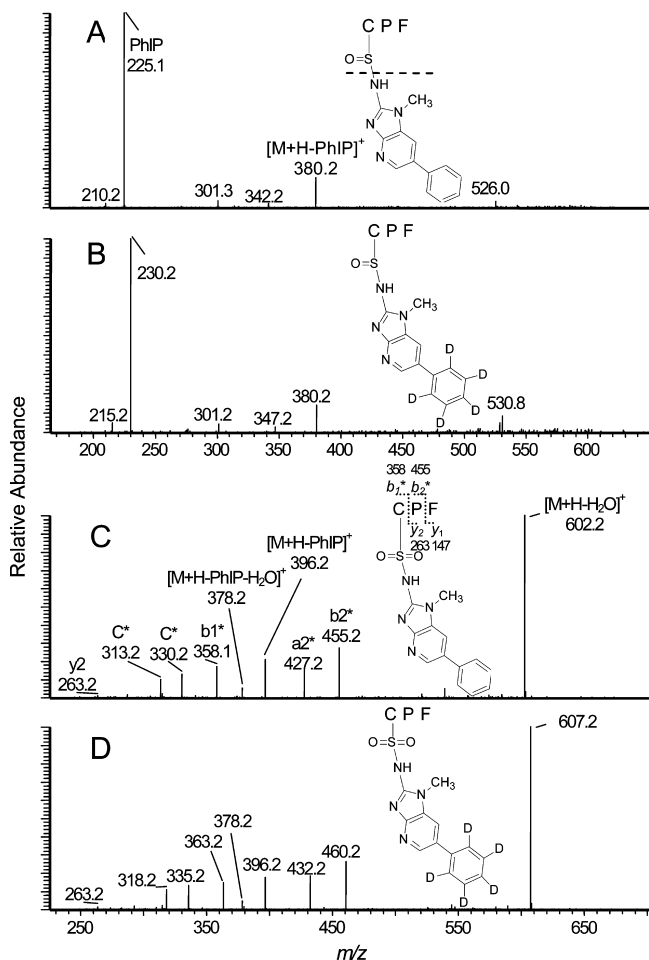 A
PhIP
225.1
C P F
O=S
NH
CH3
N
N
N
[M+H-PhIP]+
380.2
210.2
301.3
342.2
526.0
B
230.2
C P F
O=S
NH
CH3
N
N
N
D
D
D
D
D
215.2
301.2
347.2
380.2
530.8
200 250 300 350 400 450 500 550 600
Relative Abundance
C
358 455
b1* b2*
C P F
y2 y1
263 147
O=S=O
NH
CH3
N
N
N
[M+H-H2O]+
602.2
[M+H-PhIP]+
396.2
[M+H-PhIP-H2O]+
378.2
C*
313.2
C*
330.2
b1*
358.1
a2*
427.2
b2*
455.2
y2
263.2
D
C P F
O=S=O
NH
CH3
N
N
N
D
D
D
D
D
607.2
263.2
318.2
335.2
363.2
378.2
396.2
432.2
460.2
250 350 450 550 650
m/z